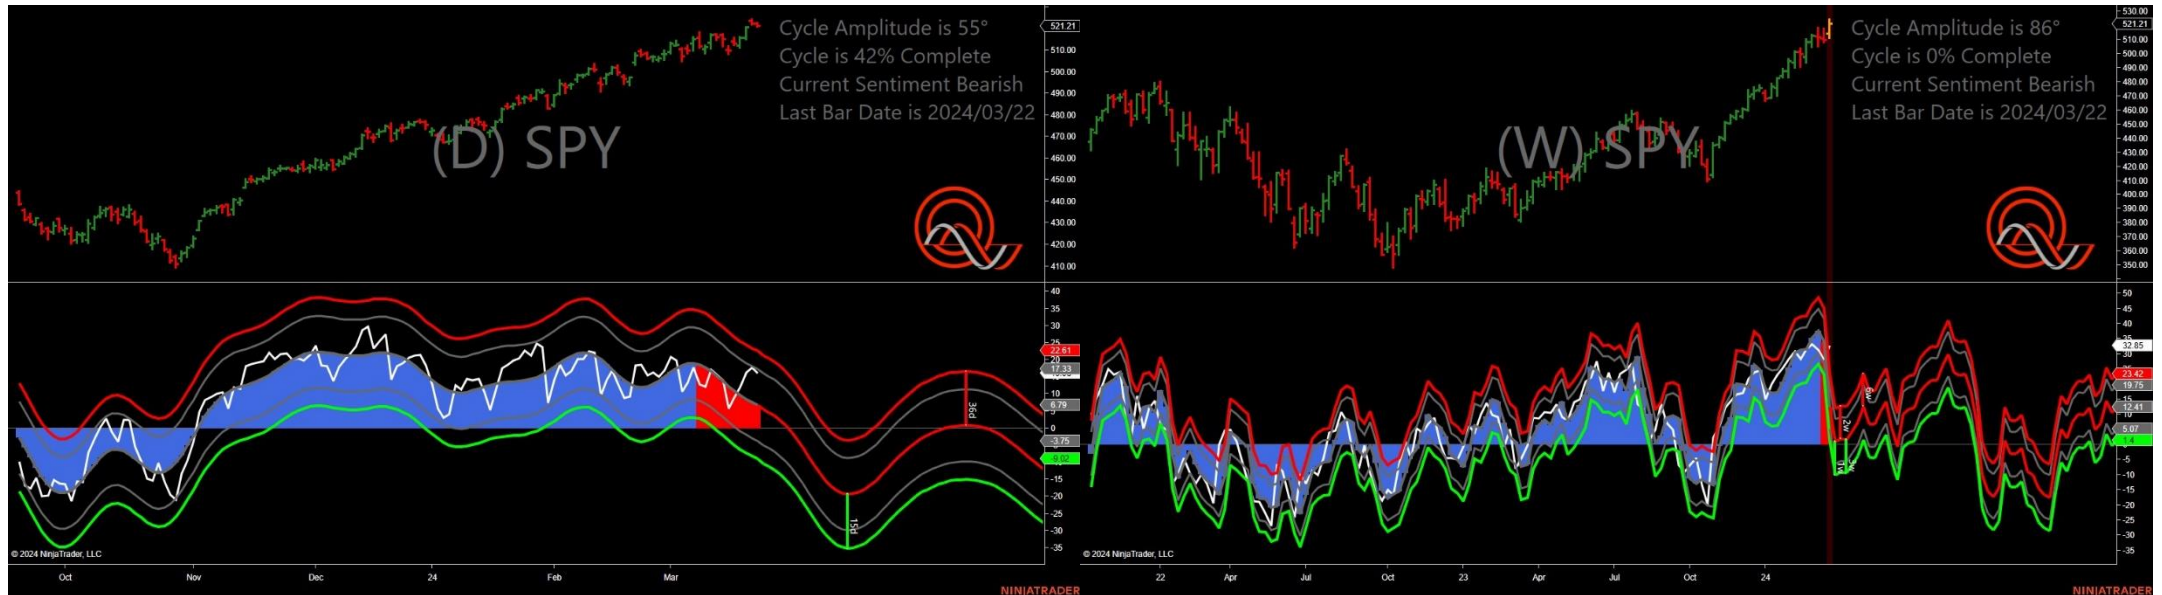 Cycle Amplitude is 55°
Cycle is 42% Complete
Current Sentiment Bearish
Last Bar Date is 2024/03/22
(D) SPY
521.21
510.00
500.00
490.00
480.00
470.00
460.00
450.00
440.00
430.00
420.00
410.00
40
35
30
25
22.61
20
17.33
10
6.79
5
0
-3.75
-9.02
-15
-20
-25
-30
-35
36d
15d
© 2024 NinjaTrader, LLC
Oct
Nov
Dec
24
Feb
Mar
NINJATRADER
Cycle Amplitude is 86°
Cycle is 0% Complete
Current Sentiment Bearish
Last Bar Date is 2024/03/22
(W) SPY
530.00
521.21
510.00
500.00
490.00
480.00
470.00
460.00
450.00
440.00
430.00
420.00
410.00
400.00
390.00
380.00
370.00
360.00
350.00
50
45
40
35
32.85
30
23.42
19.75
12.41
5.07
1.4
-5
-10
-15
-20
-25
-30
-35
6w
2w
© 2024 NinjaTrader, LLC
22
Apr
Jul
Oct
23
Apr
Jul
Oct
24
NINJATRADER